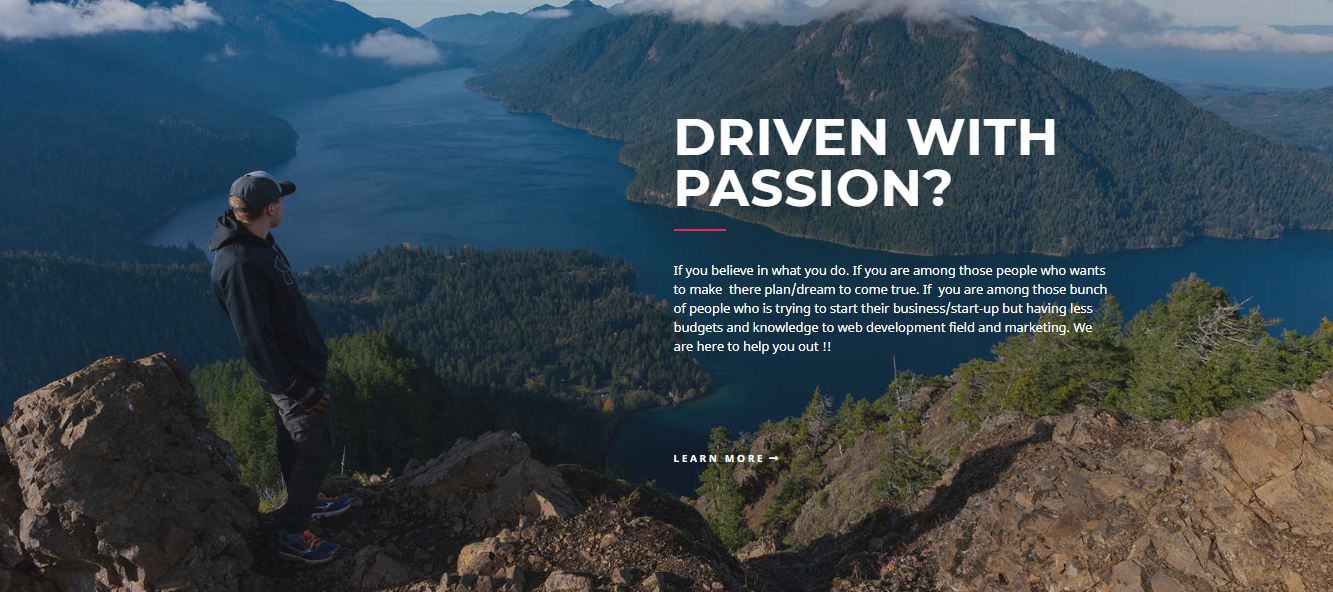 DRIVEN WITH
PASSION?
If you believe in what you do. If you are among those people who wants
to make  there plan/dream to come true. If  you are among those bunch
of people who is trying to start their business/start-up but having less
budgets and knowledge to web development field and marketing. We
are here to help you out !!
LEARN MORE →